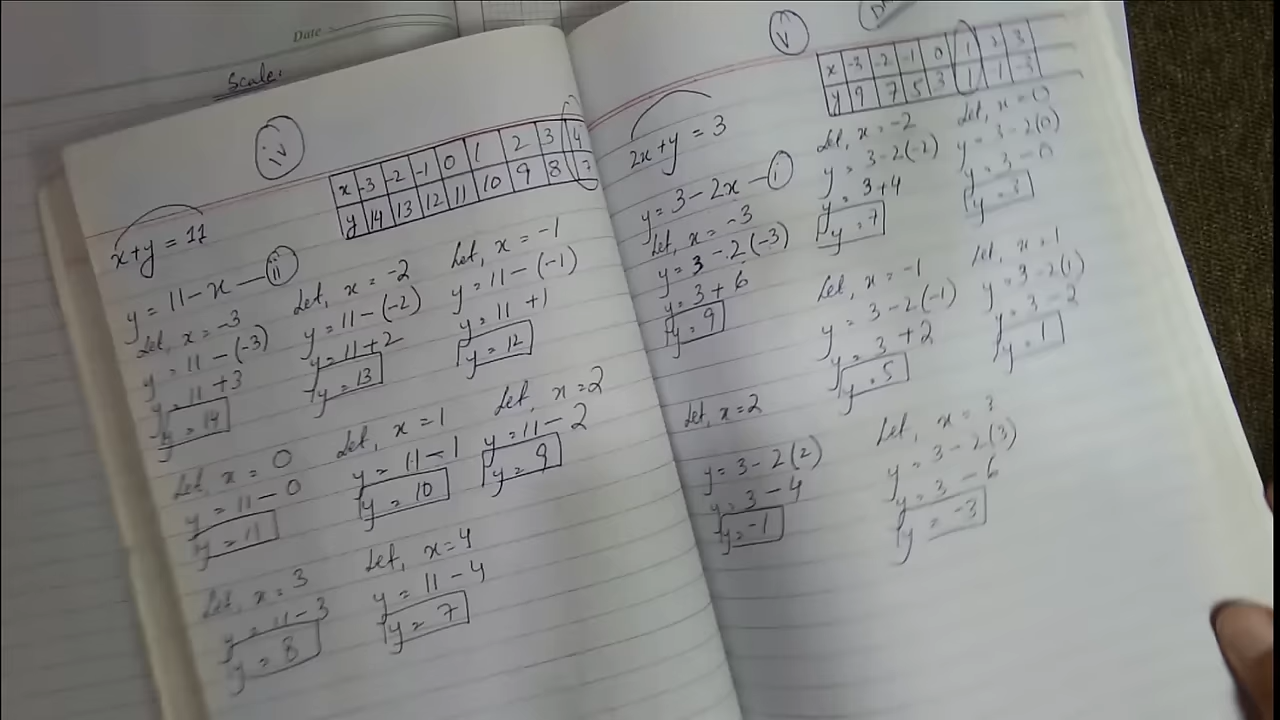 Date
Scale:
iv
x -3 -2 -1 0 1 2 3 4
y 14 13 12 11 10 9 8 7
x+y = 11
y = 11-x — ii
Let, x = -3
y = 11 - (-3)
y = 11 + 3
y = 14
Let, x = -2
y = 11 - (-2)
y = 11 + 2
y = 13
Let, x = -1
y = 11 - (-1)
y = 11 + 1
y = 12
Let, x = 0
y = 11 - 0
y = 11
Let, x = 1
y = 11 - 1
y = 10
Let, x = 2
y = 11 - 2
y = 9
Let, x = 3
y = 11 - 3
y = 8
Let, x = 4
y = 11 - 4
y = 7
v
x -3 -2 -1 0 1 2 3
y 9 7 5 3 1 1 -3
2x+y = 3
y = 3 - 2x — i
Let, x = -3
y = 3 - 2(-3)
y = 3 + 6
y = 9
Let, x = -2
y = 3 - 2(-2)
y = 3 + 4
y = 7
Let, x = 0
y = 3 - 2(0)
y = 3 - 0
y = 3
Let, x = -1
y = 3 - 2(-1)
y = 3 + 2
y = 5
Let, x = 1
y = 3 - 2(1)
y = 3 - 2
y = 1
Let, x = 2
y = 3 - 2(2)
y = 3 - 4
y = -1
Let, x = 3
y = 3 - 2(3)
y = 3 - 6
y = -3